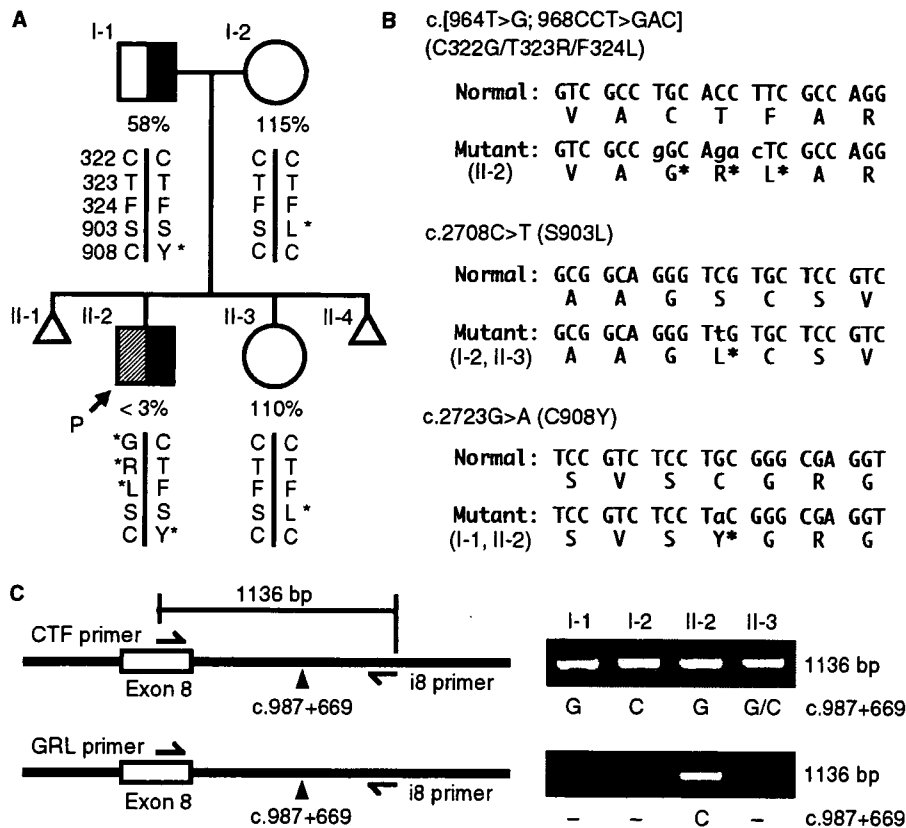 A
I-1
I-2
58%
115%
322 C C
323 T T
324 F F
903 S S
908 C Y *
C C
T T
F F
S L *
C C
II-1
II-2
II-3
II-4
P
< 3%
110%
*G C
*R T
*L F
S S
C Y*
C C
T T
F F
S L *
C C
B
c.[964T>G; 968CCT>GAC]
(C322G/T323R/F324L)
Normal: GTC GCC TGC ACC TTC GCC AGG
V A C T F A R
Mutant: GTC GCC gGC Aga cTC GCC AGG
(II-2) V A G* R* L* A R
c.2708C>T (S903L)
Normal: GCG GCA GGG TCG TGC TCC GTC
A A G S C S V
Mutant: GCG GCA GGG TtG TGC TCC GTC
(I-2, II-3) A A G L* C S V
c.2723G>A (C908Y)
Normal: TCC GTC TCC TGC GGG CGA GGT
S V S C G R G
Mutant: TCC GTC TCC TaC GGG CGA GGT
(I-1, II-2) S V S Y* G R G
C
1136 bp
CTF primer
Exon 8
i8 primer
c.987+669
GRL primer
Exon 8
i8 primer
c.987+669
I-1 I-2 II-2 II-3
1136 bp
G C G G/C c.987+669
1136 bp
– – C – c.987+669